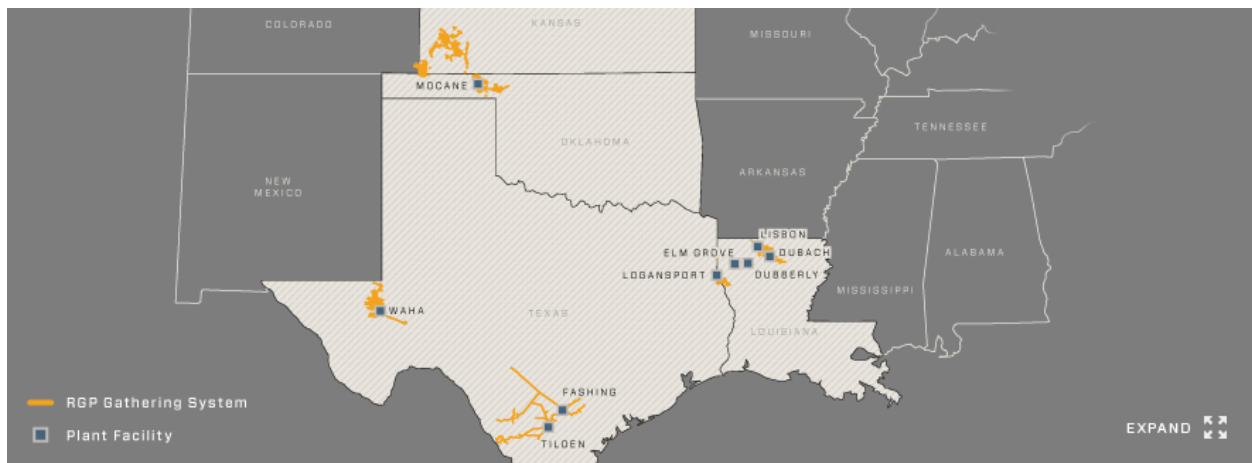 COLORADO
KANSAS
MISSOURI
MOCANE
TENNESSEE
OKLAHOMA
ARKANSAS
NEW
MEXICO
LISBON
ELM GROVE
DUBACH
ALABAMA
LOGANSPORT
DUBBERLY
MISSISSIPPI
WAHA
TEXAS
LOUISIANA
FASHING
RGP Gathering System
EXPAND
Plant Facility
TILDEN